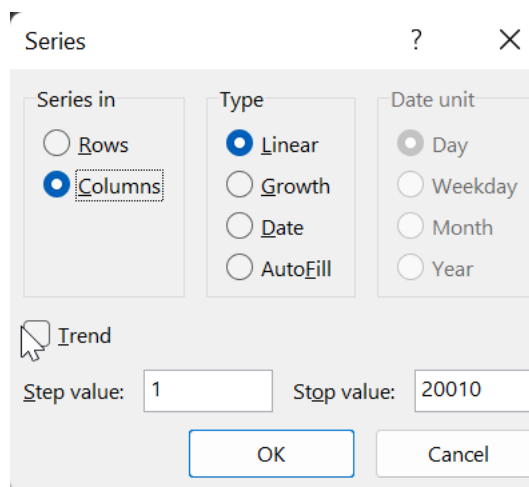 Series ?
Series in Type Date unit
Rows Linear Day
Columns Growth Weekday
Date Month
AutoFill Year
Trend
Step value: 1 Stop value: 20010
OK Cancel